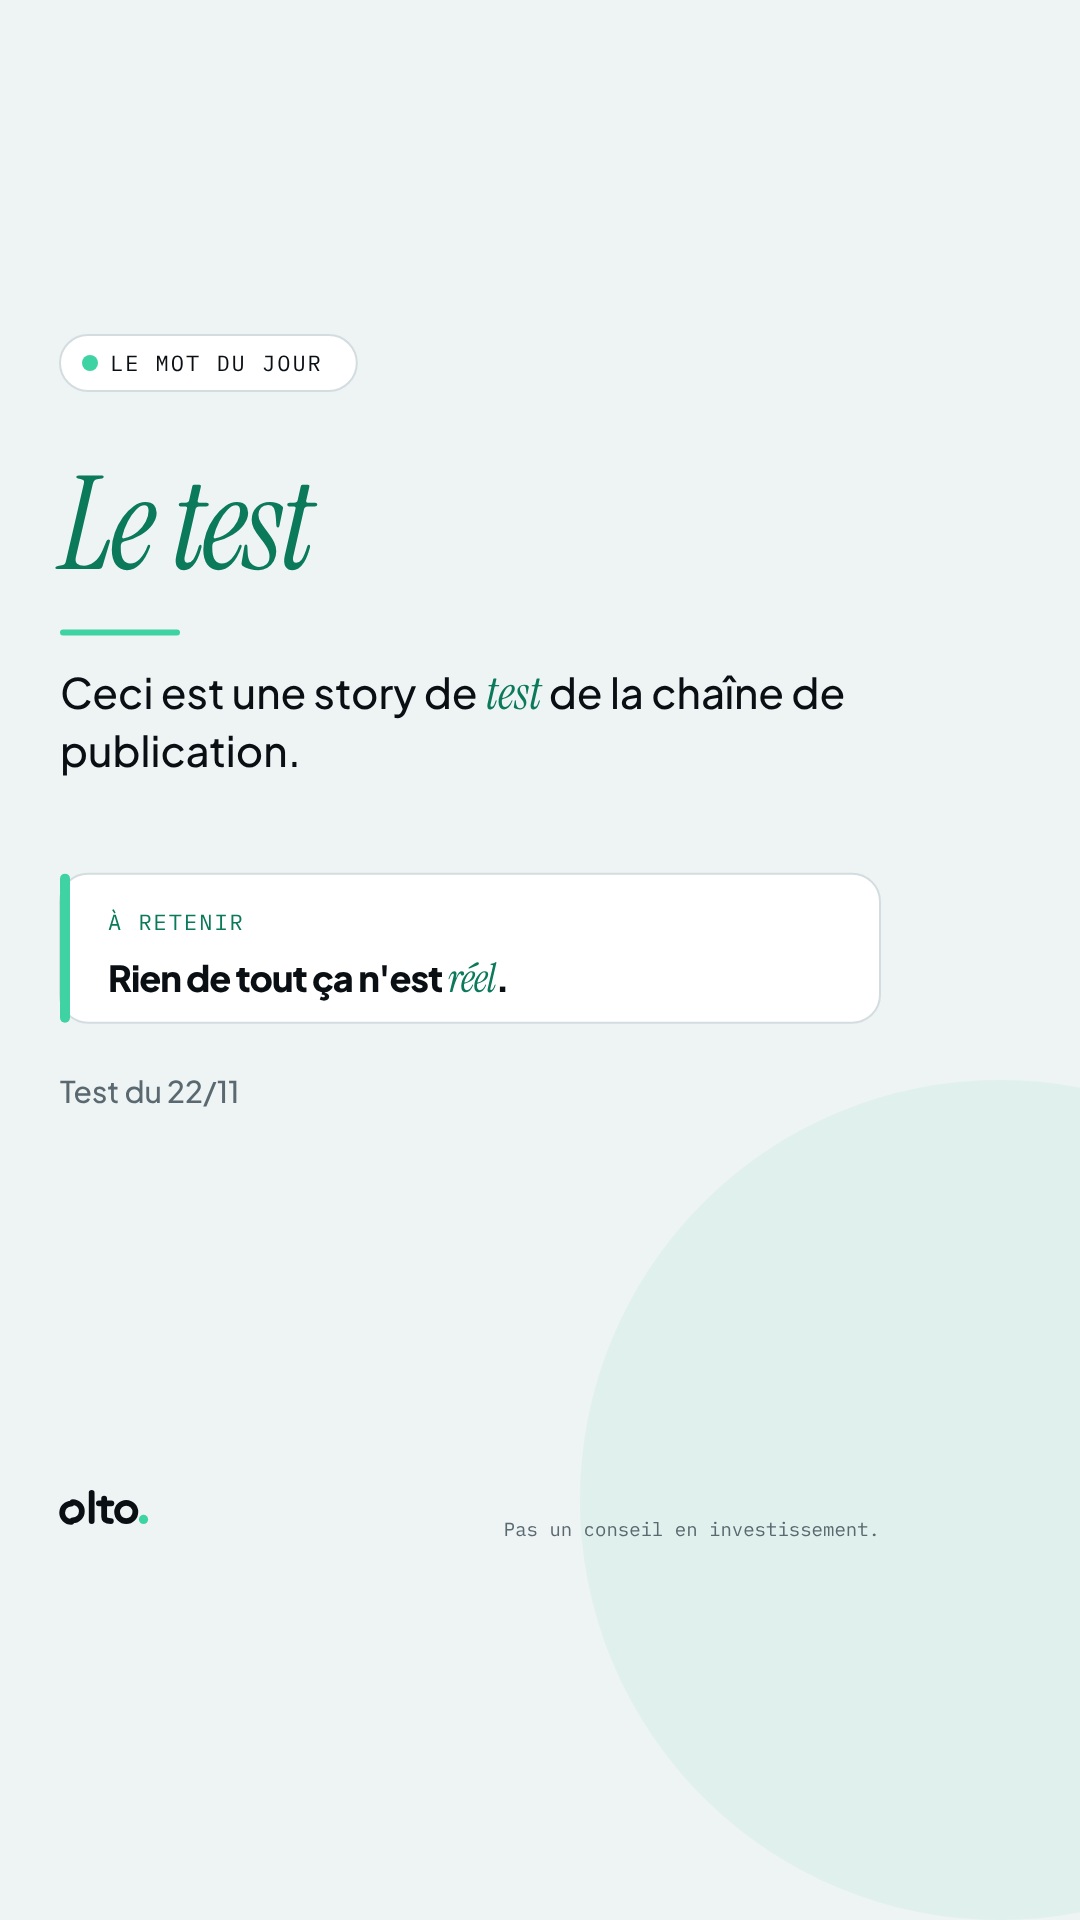 LE MOT DU JOUR
Le test
Ceci est une story de test de la chaîne de
publication.
À RETENIR
Rien de tout ça n'est réel.
Test du 22/11
olto.
Pas un conseil en investissement.